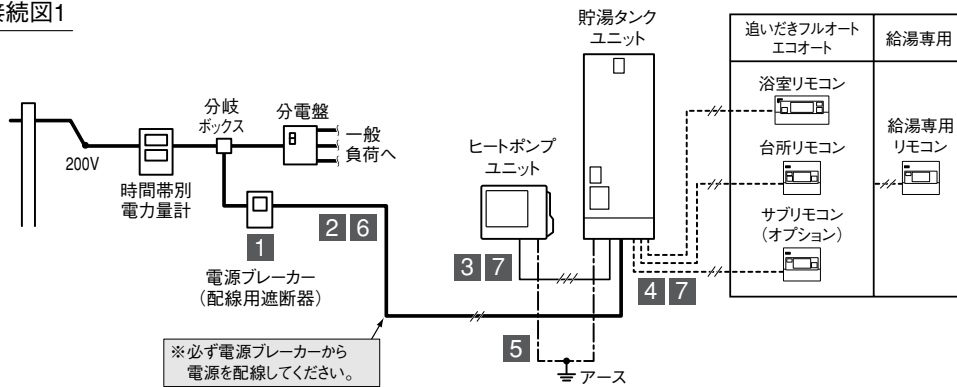 接続図1
200V
時間帯別
電力量計
分岐
ボックス
分電盤
一般
負荷へ
1
電源ブレーカー
（配線用遮断器）
2 6
※必ず電源ブレーカーから
電源を配線してください。
ヒートポンプ
ユニット
3 7
貯湯タンク
ユニット
4 7
5
アース
追いだきフルオート
エコオート
給湯専用
浴室リモコン
台所リモコン
サブリモコン
（オプション）
給湯専用
リモコン